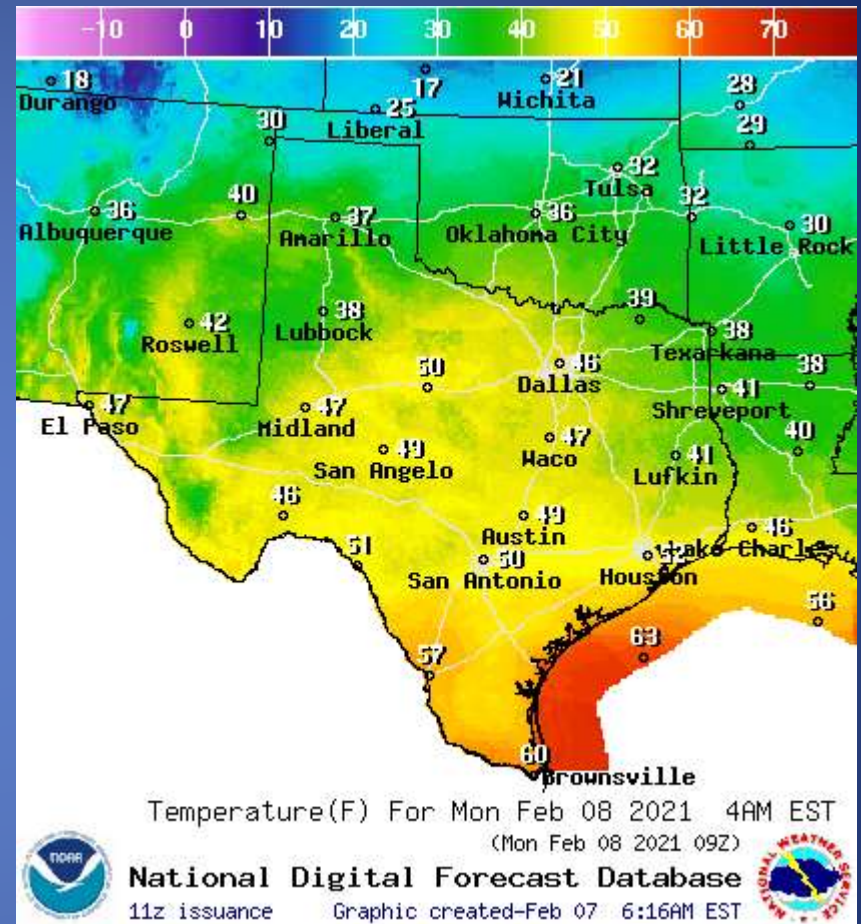 -10 0 10 20 30 40 50 60 70
18 17 21 28
Durango Wichita
25
30 Liberal 29
32
Tulsa
36 40 37 36 32 30
Albuquerque Amarillo Oklahoma City Little Rock
38 39
42 Lubbock 38
Roswell Texarkana
50 46 38
Dallas 41
47 47 Shreveport
El Paso Midland 47 40
49 Waco 41
San Angelo Lufkin
46 49 46
Austin
51 50 Lake Charles
San Antonio Houston
56
63
57
60
Brownsville
Temperature(F) For Mon Feb 08 2021 4AM EST
(Mon Feb 08 2021 09Z)
NOAA
NATIONAL WEATHER SERVICE
National Digital Forecast Database
11z issuance Graphic created-Feb 07 6:16AM EST